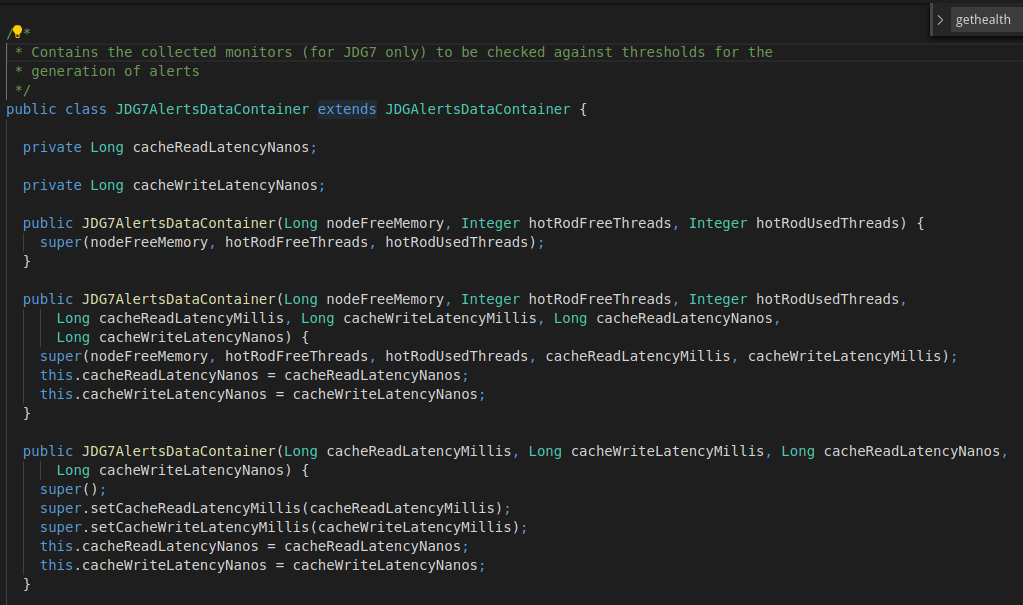 gethealth
/**
 * Contains the collected monitors (for JDG7 only) to be checked against thresholds for the
 * generation of alerts
 */
public class JDG7AlertsDataContainer extends JDGAlertsDataContainer {
  private Long cacheReadLatencyNanos;
  private Long cacheWriteLatencyNanos;
  public JDG7AlertsDataContainer(Long nodeFreeMemory, Integer hotRodFreeThreads, Integer hotRodUsedThreads) {
    super(nodeFreeMemory, hotRodFreeThreads, hotRodUsedThreads);
  }
  public JDG7AlertsDataContainer(Long nodeFreeMemory, Integer hotRodFreeThreads, Integer hotRodUsedThreads,
      Long cacheReadLatencyMillis, Long cacheWriteLatencyMillis, Long cacheReadLatencyNanos,
      Long cacheWriteLatencyNanos) {
    super(nodeFreeMemory, hotRodFreeThreads, hotRodUsedThreads, cacheReadLatencyMillis, cacheWriteLatencyMillis);
    this.cacheReadLatencyNanos = cacheReadLatencyNanos;
    this.cacheWriteLatencyNanos = cacheWriteLatencyNanos;
  }
  public JDG7AlertsDataContainer(Long cacheReadLatencyMillis, Long cacheWriteLatencyMillis, Long cacheReadLatencyNanos,
      Long cacheWriteLatencyNanos) {
    super();
    super.setCacheReadLatencyMillis(cacheReadLatencyMillis);
    super.setCacheWriteLatencyMillis(cacheWriteLatencyMillis);
    this.cacheReadLatencyNanos = cacheReadLatencyNanos;
    this.cacheWriteLatencyNanos = cacheWriteLatencyNanos;
  }